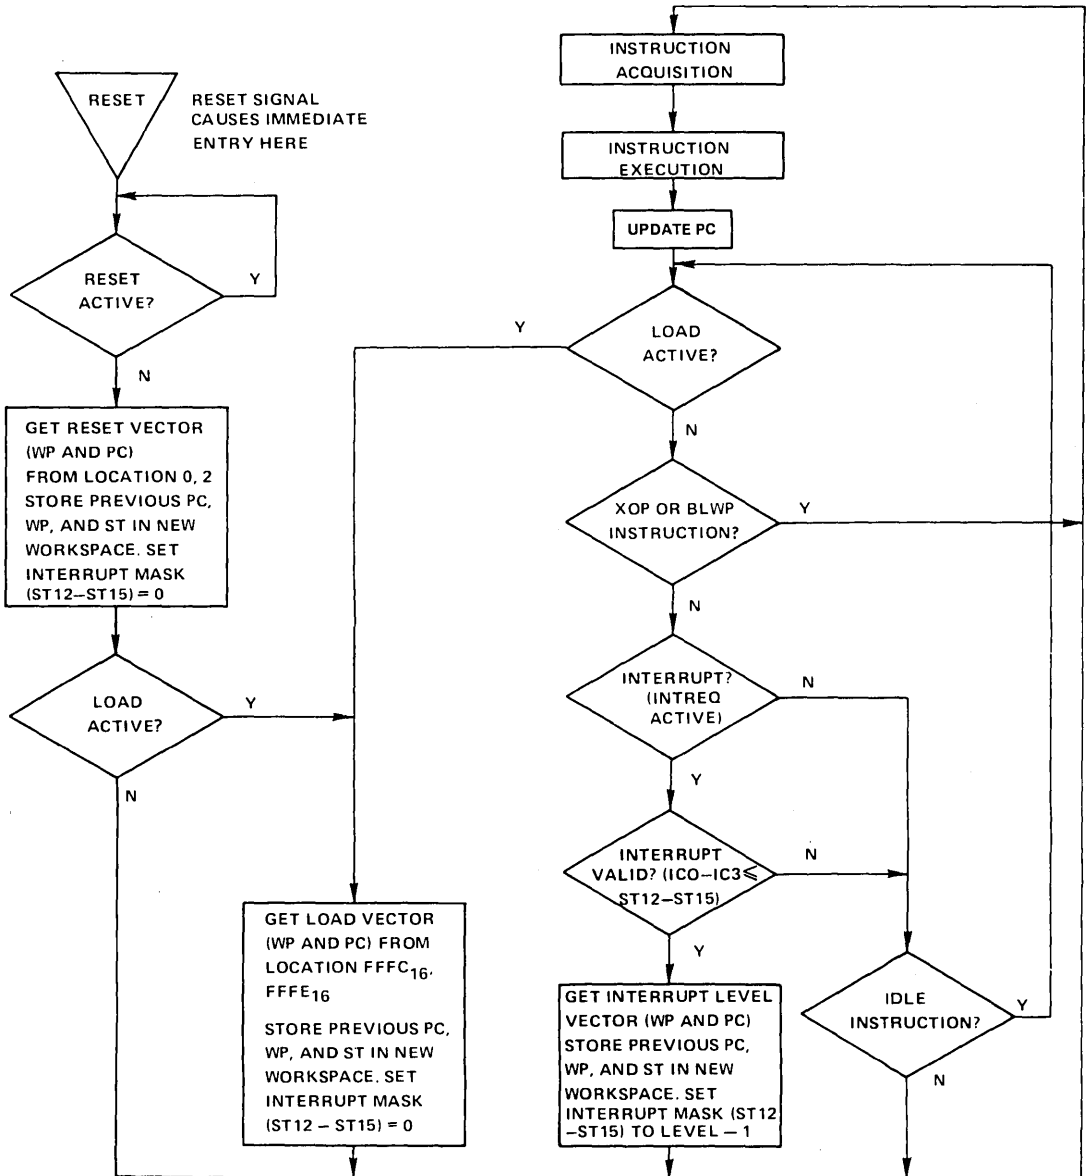 RESET
RESET SIGNAL
CAUSES IMMEDIATE
ENTRY HERE
RESET
ACTIVE?
Y
N
GET RESET VECTOR
(WP AND PC)
FROM LOCATION 0, 2
STORE PREVIOUS PC,
WP, AND ST IN NEW
WORKSPACE. SET
INTERRUPT MASK
(ST12–ST15) = 0
LOAD
ACTIVE?
Y
N
GET LOAD VECTOR
(WP AND PC) FROM
LOCATION FFFC16,
FFFE16
STORE PREVIOUS PC,
WP, AND ST IN NEW
WORKSPACE. SET
INTERRUPT MASK
(ST12 – ST15) = 0
INSTRUCTION
ACQUISITION
INSTRUCTION
EXECUTION
UPDATE PC
LOAD
ACTIVE?
Y
N
XOP OR BLWP
INSTRUCTION?
Y
N
INTERRUPT?
(INTREQ
ACTIVE)
N
Y
INTERRUPT
VALID? (IC0–IC3 ⩽
ST12–ST15)
N
Y
GET INTERRUPT LEVEL
VECTOR (WP AND PC)
STORE PREVIOUS PC,
WP, AND ST IN NEW
WORKSPACE. SET
INTERRUPT MASK (ST12
–ST15) TO LEVEL – 1
IDLE
INSTRUCTION?
Y
N